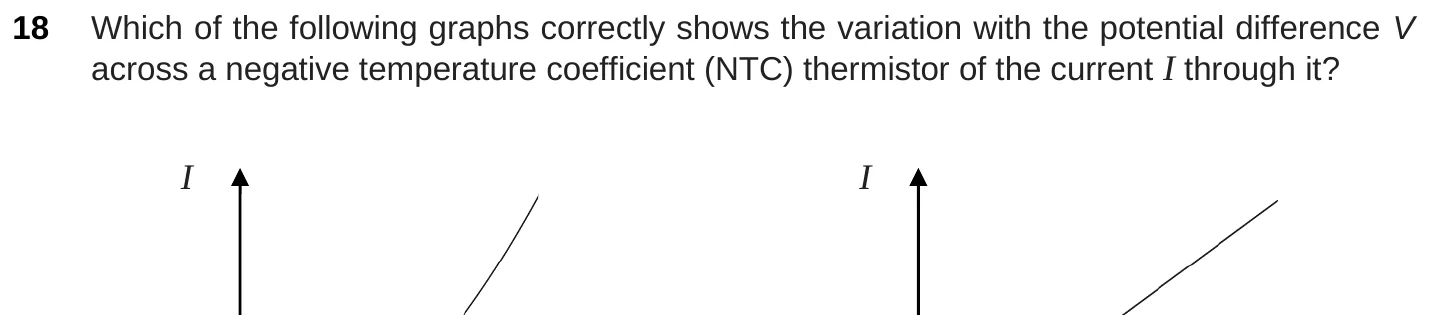 18 Which of the following graphs correctly shows the variation with the potential difference V
across a negative temperature coefficient (NTC) thermistor of the current I through it?
I I